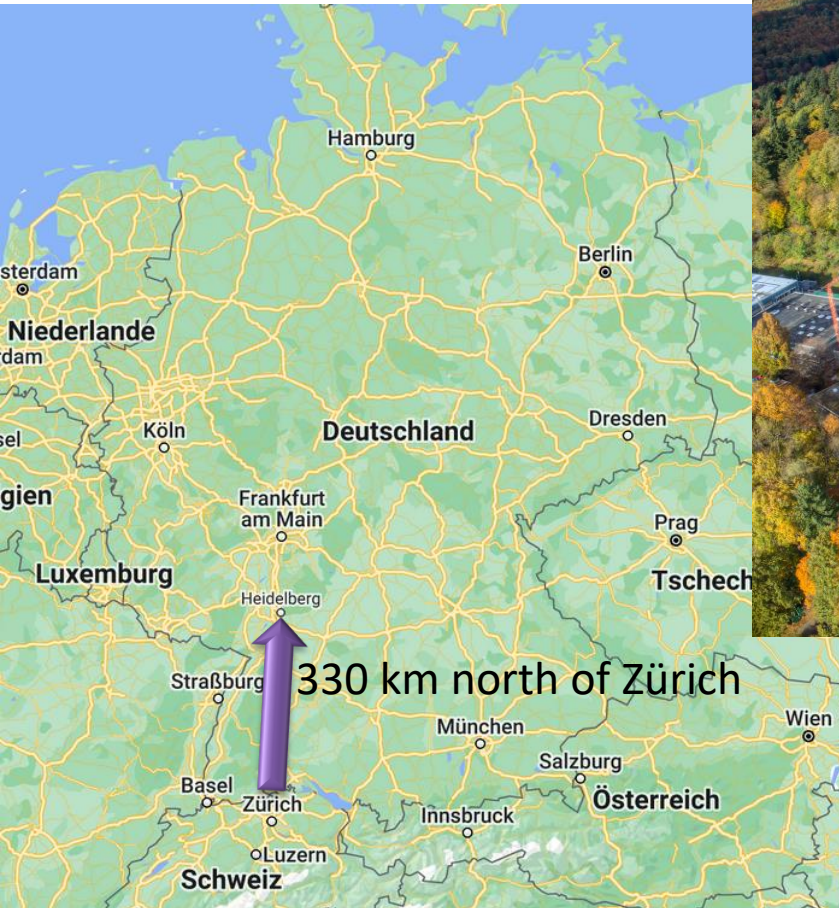 Hamburg
Berlin
sterdam
Niederlande
dam
Köln
Deutschland
Dresden
sel
gien
Frankfurt
am Main
Prag
Luxemburg
Tschech
Heidelberg
330 km north of Zürich
Straßburg
München
Wien
Salzburg
Basel
Zürich
Österreich
Innsbruck
Luzern
Schweiz